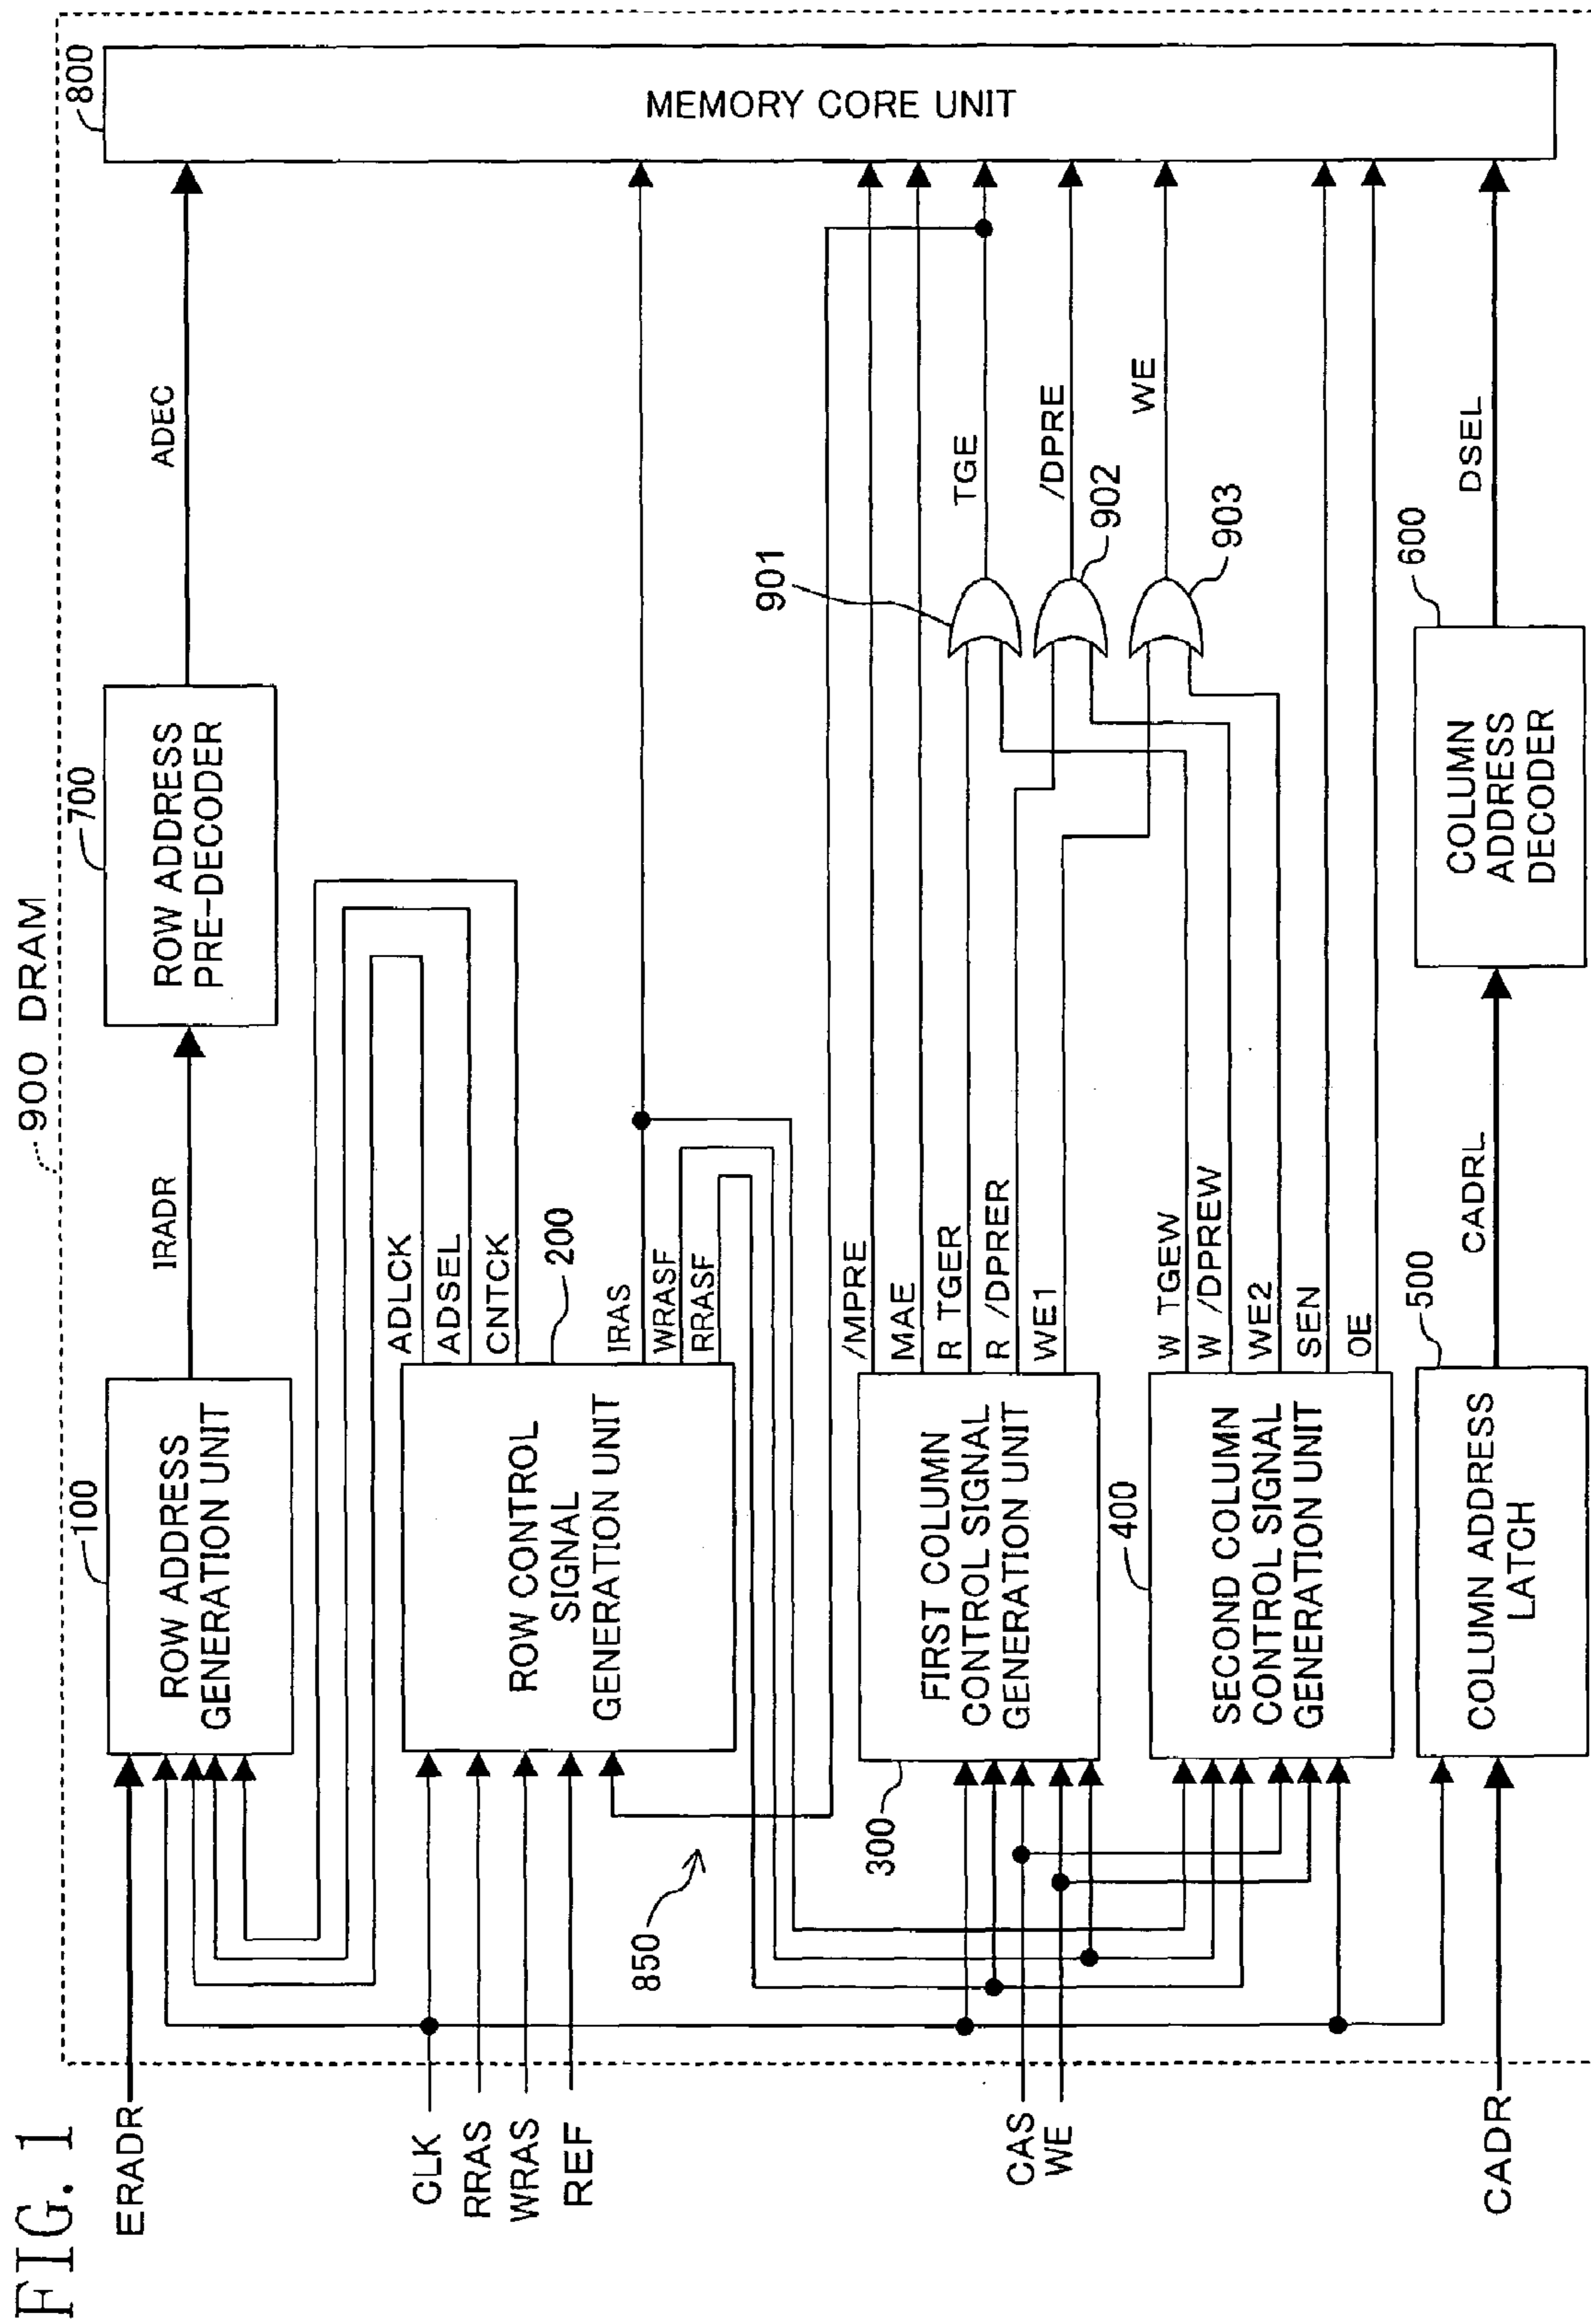 FIG. 1
900 DRAM
ERADR
100
ROW ADDRESS
GENERATION UNIT
IRADR
700
ROW ADDRESS
PRE-DECODER
ADEC
800
MEMORY CORE UNIT
CLK
RRAS
WRAS
REF
ROW CONTROL
SIGNAL
GENERATION UNIT
200
ADLCK
ADSEL
CNTCK
IRAS
WRASF
RRASF
850
CAS
WE
300
FIRST COLUMN
CONTROL SIGNAL
GENERATION UNIT
/MPRE
MAE
R TGER
R /DPRER
WE1
901
TGE
/DPRE
902
WE
903
400
SECOND COLUMN
CONTROL SIGNAL
GENERATION UNIT
W TGEW
W /DPREW
WE2
SEN
OE
CADR
500
COLUMN ADDRESS
LATCH
CADRL
600
COLUMN
ADDRESS
DECODER
DSEL